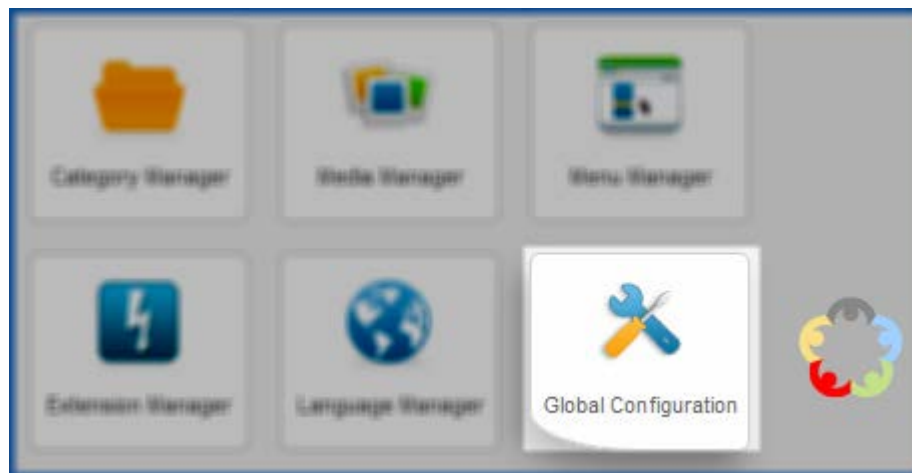 Category Manager
Media Manager
Menu Manager
Extension Manager
Language Manager
Global Configuration